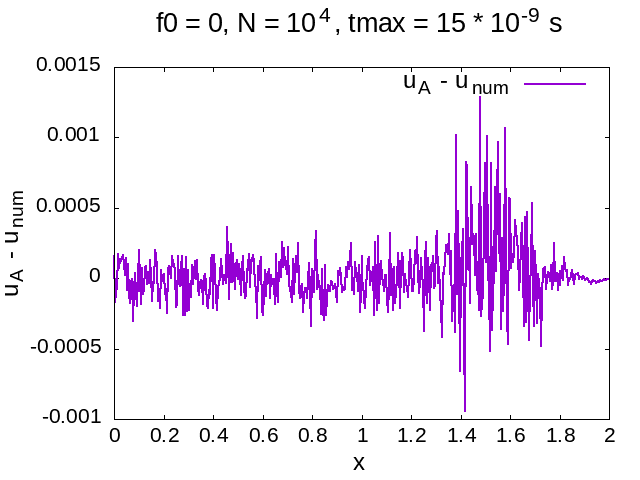 f0 = 0, N = 10^4, tmax = 15 * 10^-9 s
u_A - u_num
0.0015
0.001
0.0005
0
-0.0005
-0.001
u_A - u_num
0 0.2 0.4 0.6 0.8 1 1.2 1.4 1.6 1.8 2
x